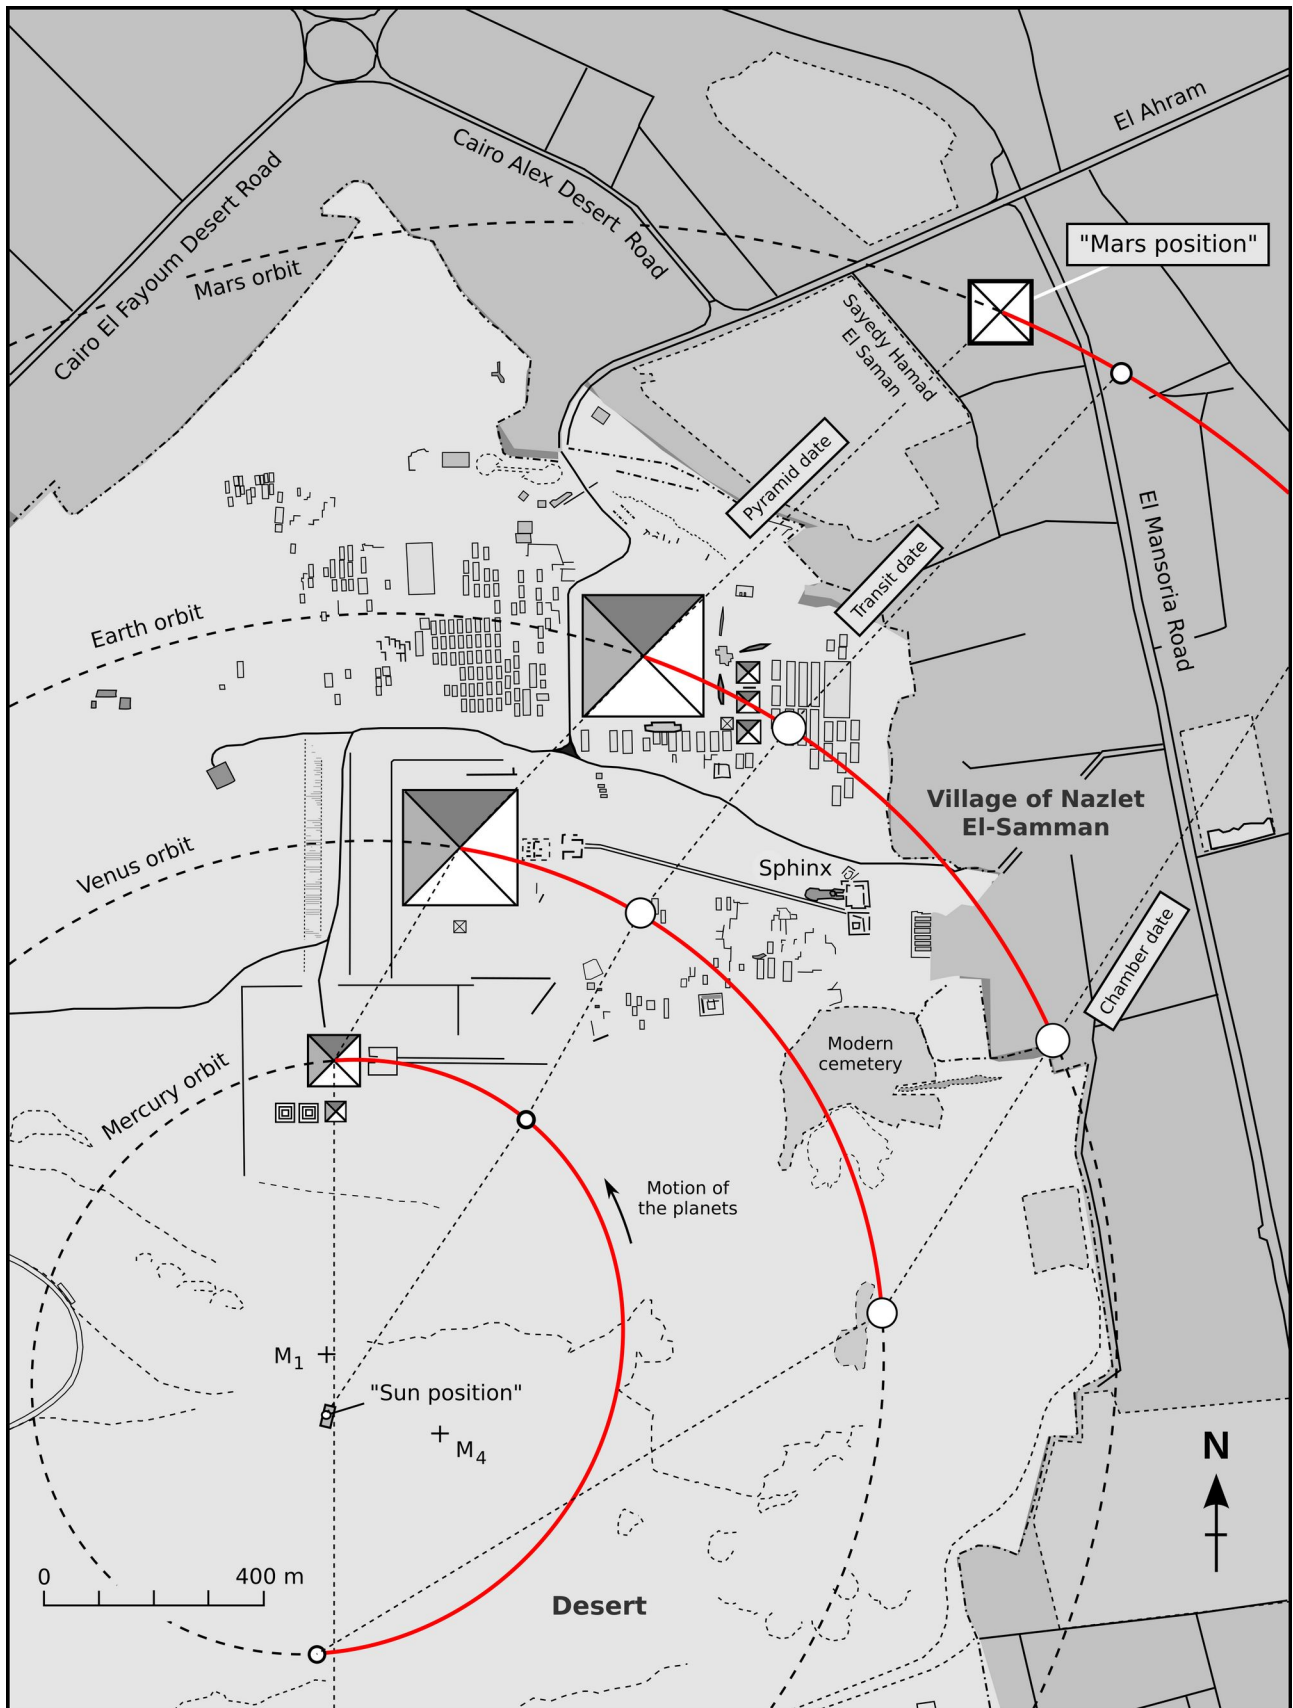 El Ahram
Cairo Alex Desert Road
Cairo El Fayoum Desert Road
"Mars position"
Mars orbit
Sayedy Hamad
El Saman
Pyramid date
El Mansoria Road
Transit date
Earth orbit
Village of Nazlet
El-Samman
Venus orbit
Sphinx
Chamber date
Modern
cemetery
Mercury orbit
Motion of
the planets
M1
"Sun position"
M4
N
0 400 m
Desert